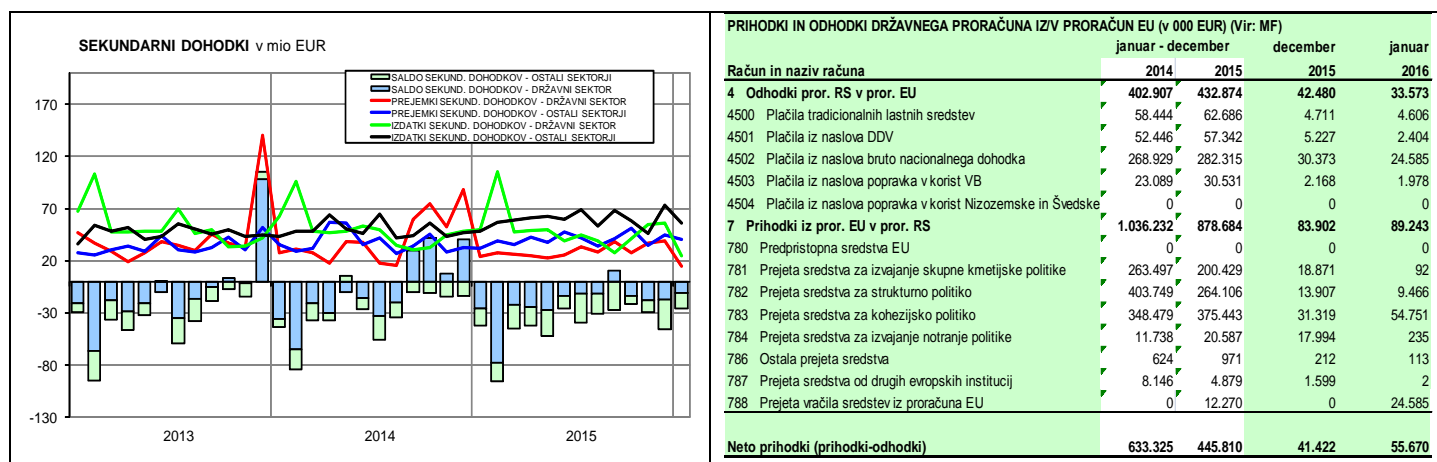 SEKUNDARNI DOHODKI v mio EUR
SALDO SEKUND. DOHODKOV - OSTALI SEKTORJI
SALDO SEKUND. DOHODKOV - DRŽAVNI SEKTOR
PREJEMKI SEKUND. DOHODKOV - DRŽAVNI SEKTOR
PREJEMKI SEKUND. DOHODKOV - OSTALI SEKTORJI
IZDATKI SEKUND. DOHODKOV - DRŽAVNI SEKTOR
IZDATKI SEKUND. DOHODKOV - OSTALI SEKTORJI
170
120
70
20
-30
-80
-130
2013 2014 2015
PRIHODKI IN ODHODKI DRŽAVNEGA PRORAČUNA IZ/V PRORAČUN EU (v 000 EUR) (Vir: MF)
januar - december december januar
Račun in naziv računa 2014 2015 2015 2016
4 Odhodki pror. RS v pror. EU 402.907 432.874 42.480 33.573
4500 Plačila tradicionalnih lastnih sredstev 58.444 62.686 4.711 4.606
4501 Plačila iz naslova DDV 52.446 57.342 5.227 2.404
4502 Plačila iz naslova bruto nacionalnega dohodka 268.929 282.315 30.373 24.585
4503 Plačila iz naslova popravka v korist VB 23.089 30.531 2.168 1.978
4504 Plačila iz naslova popravka v korist Nizozemske in Švedske 0 0 0 0
7 Prihodki iz pror. EU v pror. RS 1.036.232 878.684 83.902 89.243
780 Predpristopna sredstva EU 0 0 0 0
781 Prejeta sredstva za izvajanje skupne kmetijske politike 263.497 200.429 18.871 92
782 Prejeta sredstva za strukturno politiko 403.749 264.106 13.907 9.466
783 Prejeta sredstva za kohezijsko politiko 348.479 375.443 31.319 54.751
784 Prejeta sredstva za izvajanje notranje politike 11.738 20.587 17.994 235
786 Ostala prejeta sredstva 624 971 212 113
787 Prejeta sredstva od drugih evropskih institucij 8.146 4.879 1.599 2
788 Prejeta vračila sredstev iz proračuna EU 0 12.270 0 24.585
Neto prihodki (prihodki-odhodki) 633.325 445.810 41.422 55.670